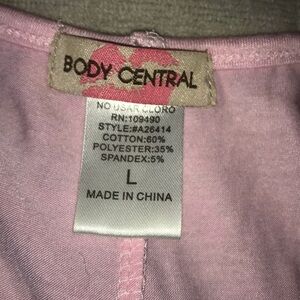 BODY CENTRAL
NO USAR CLORO
RN:109490
STYLE:#A26414
COTTON:60%
POLYESTER:35%
SPANDEX:5%
L
MADE IN CHINA